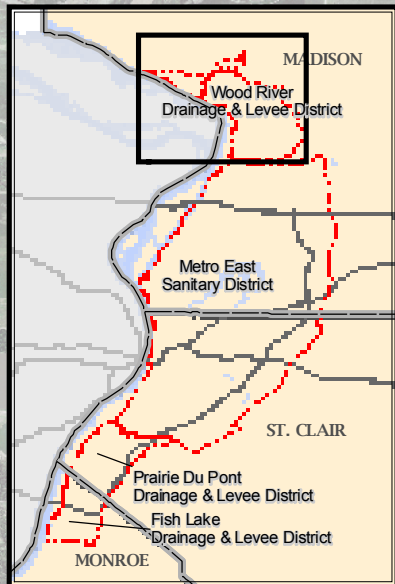 MADISON
Wood River
Drainage & Levee District
Metro East
Sanitary District
ST. CLAIR
Prairie Du Pont
Drainage & Levee District
Fish Lake
Drainage & Levee District
MONROE